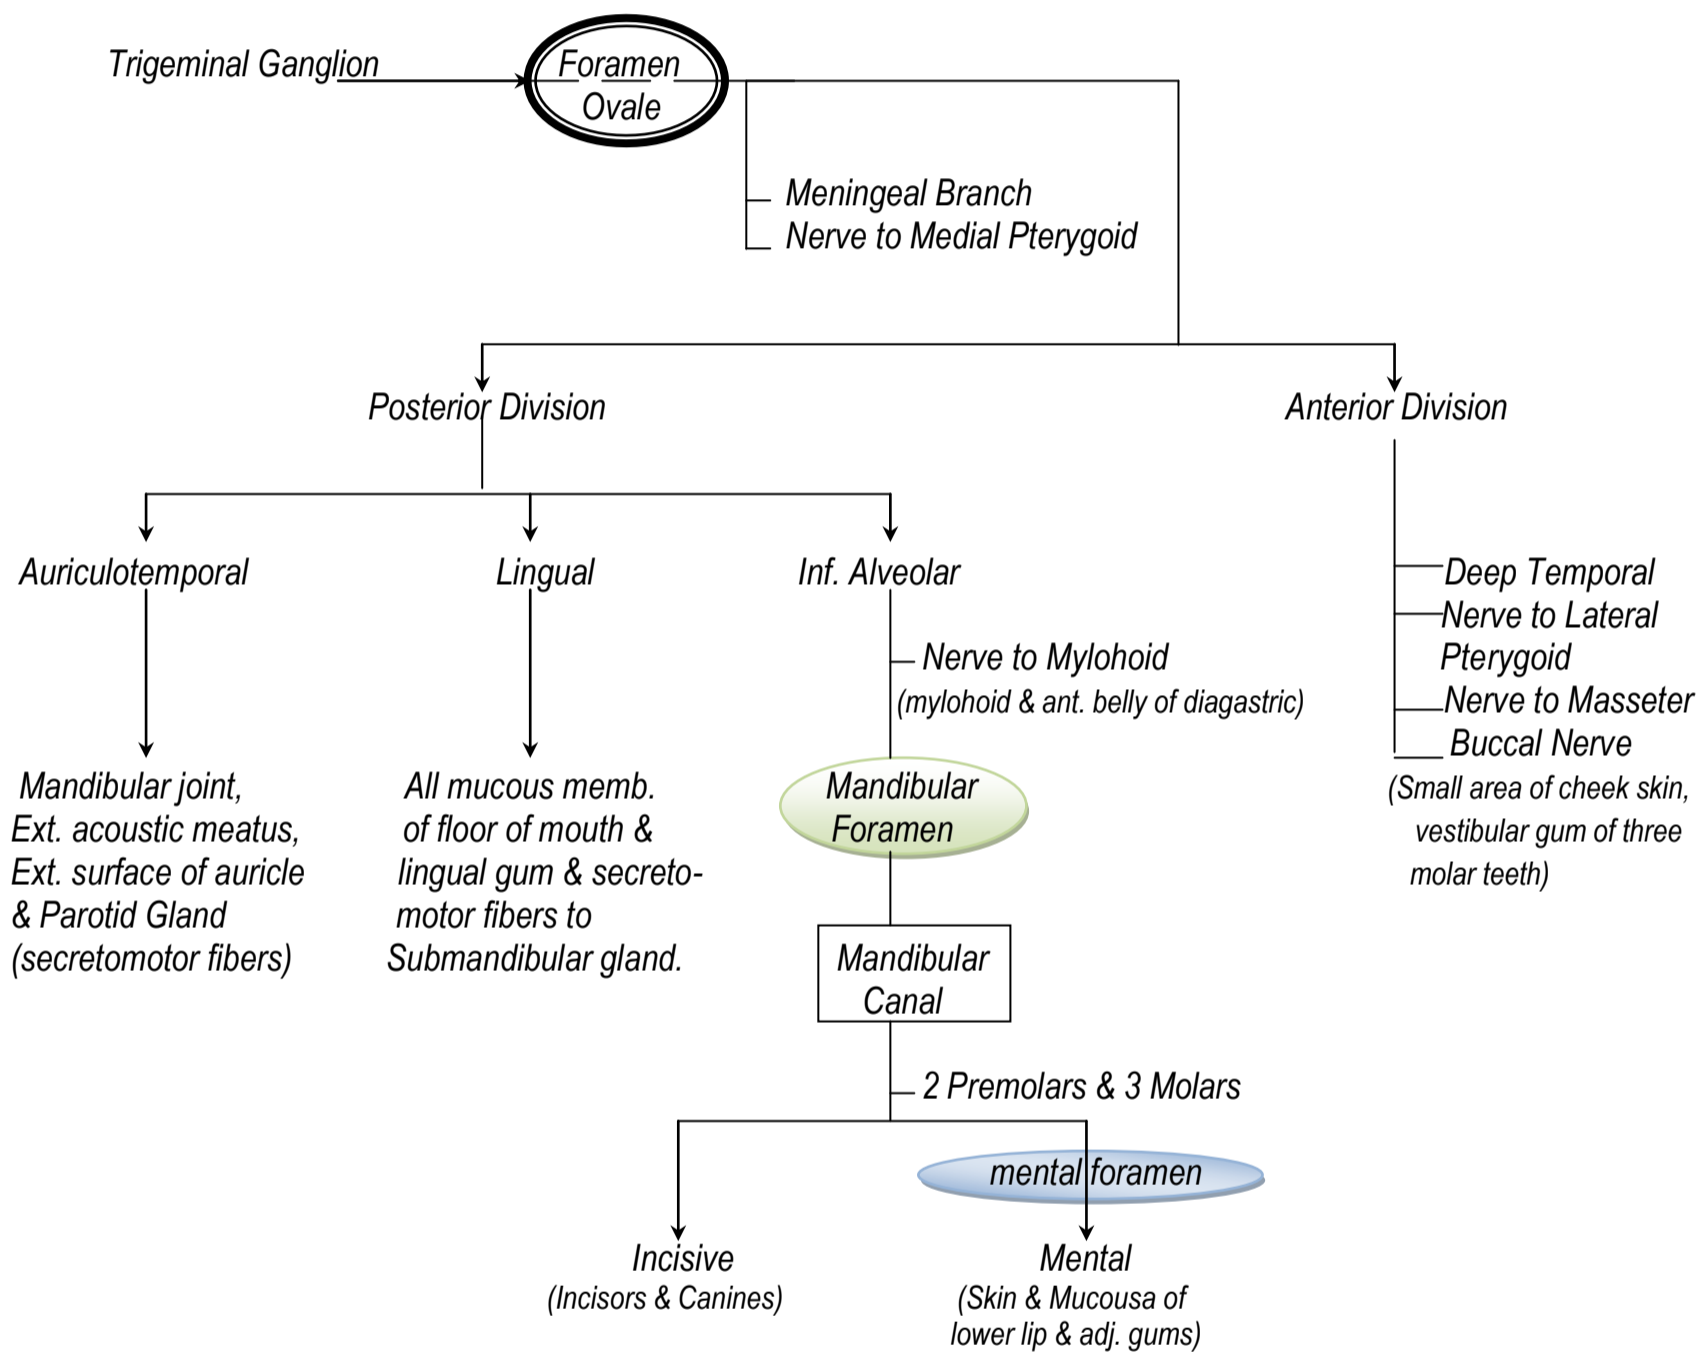 Trigeminal Ganglion
Foramen
Ovale
Meningeal Branch
Nerve to Medial Pterygoid
Posterior Division
Anterior Division
Auriculotemporal
Lingual
Inf. Alveolar
Deep Temporal
Nerve to Lateral
Pterygoid
Nerve to Masseter
Buccal Nerve
(Small area of cheek skin,
vestibular gum of three
molar teeth)
Nerve to Mylohoid
(mylohoid & ant. belly of diagastric)
Mandibular joint,
Ext. acoustic meatus,
Ext. surface of auricle
& Parotid Gland
(secretomotor fibers)
All mucous memb.
of floor of mouth &
lingual gum & secreto-
motor fibers to
Submandibular gland.
Mandibular
Foramen
Mandibular
Canal
2 Premolars & 3 Molars
mental foramen
Incisive
(Incisors & Canines)
Mental
(Skin & Mucousa of
lower lip & adj. gums)